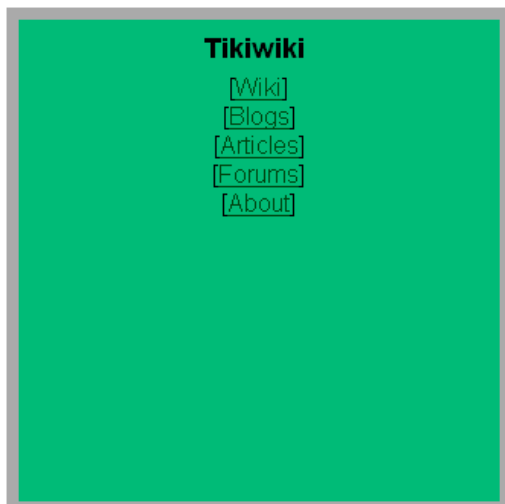 Tikiwiki
[Wiki]
[Blogs]
[Articles]
[Forums]
[About]